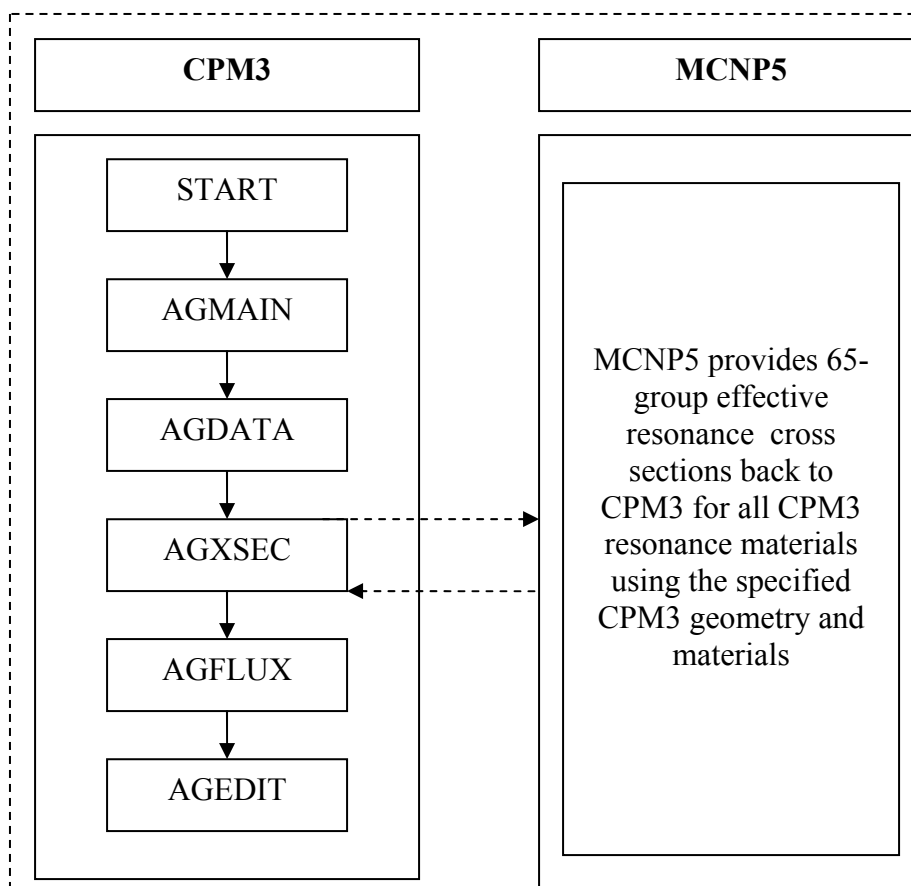 CPM3
MCNP5
START
AGMAIN
AGDATA
AGXSEC
AGFLUX
AGEDIT
MCNP5 provides 65-
group effective
resonance cross
sections back to
CPM3 for all CPM3
resonance materials
using the specified
CPM3 geometry and
materials